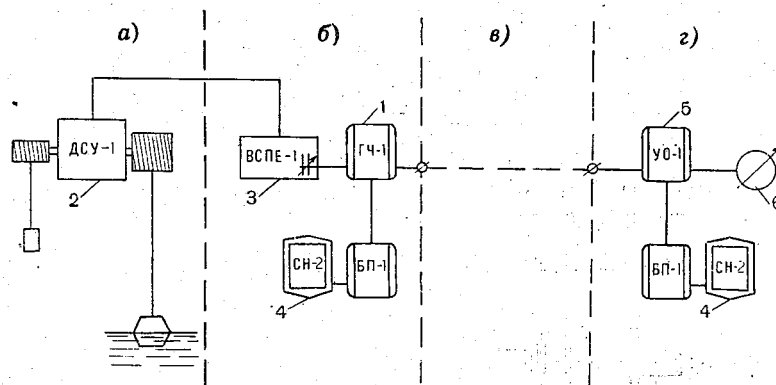 а) б) в) г)
1 5
ДСУ-1 ВСПЕ-1 ГЧ-1 УО-1
2 3 6
СН-2 БП-1 БП-1 СН-2
4 4